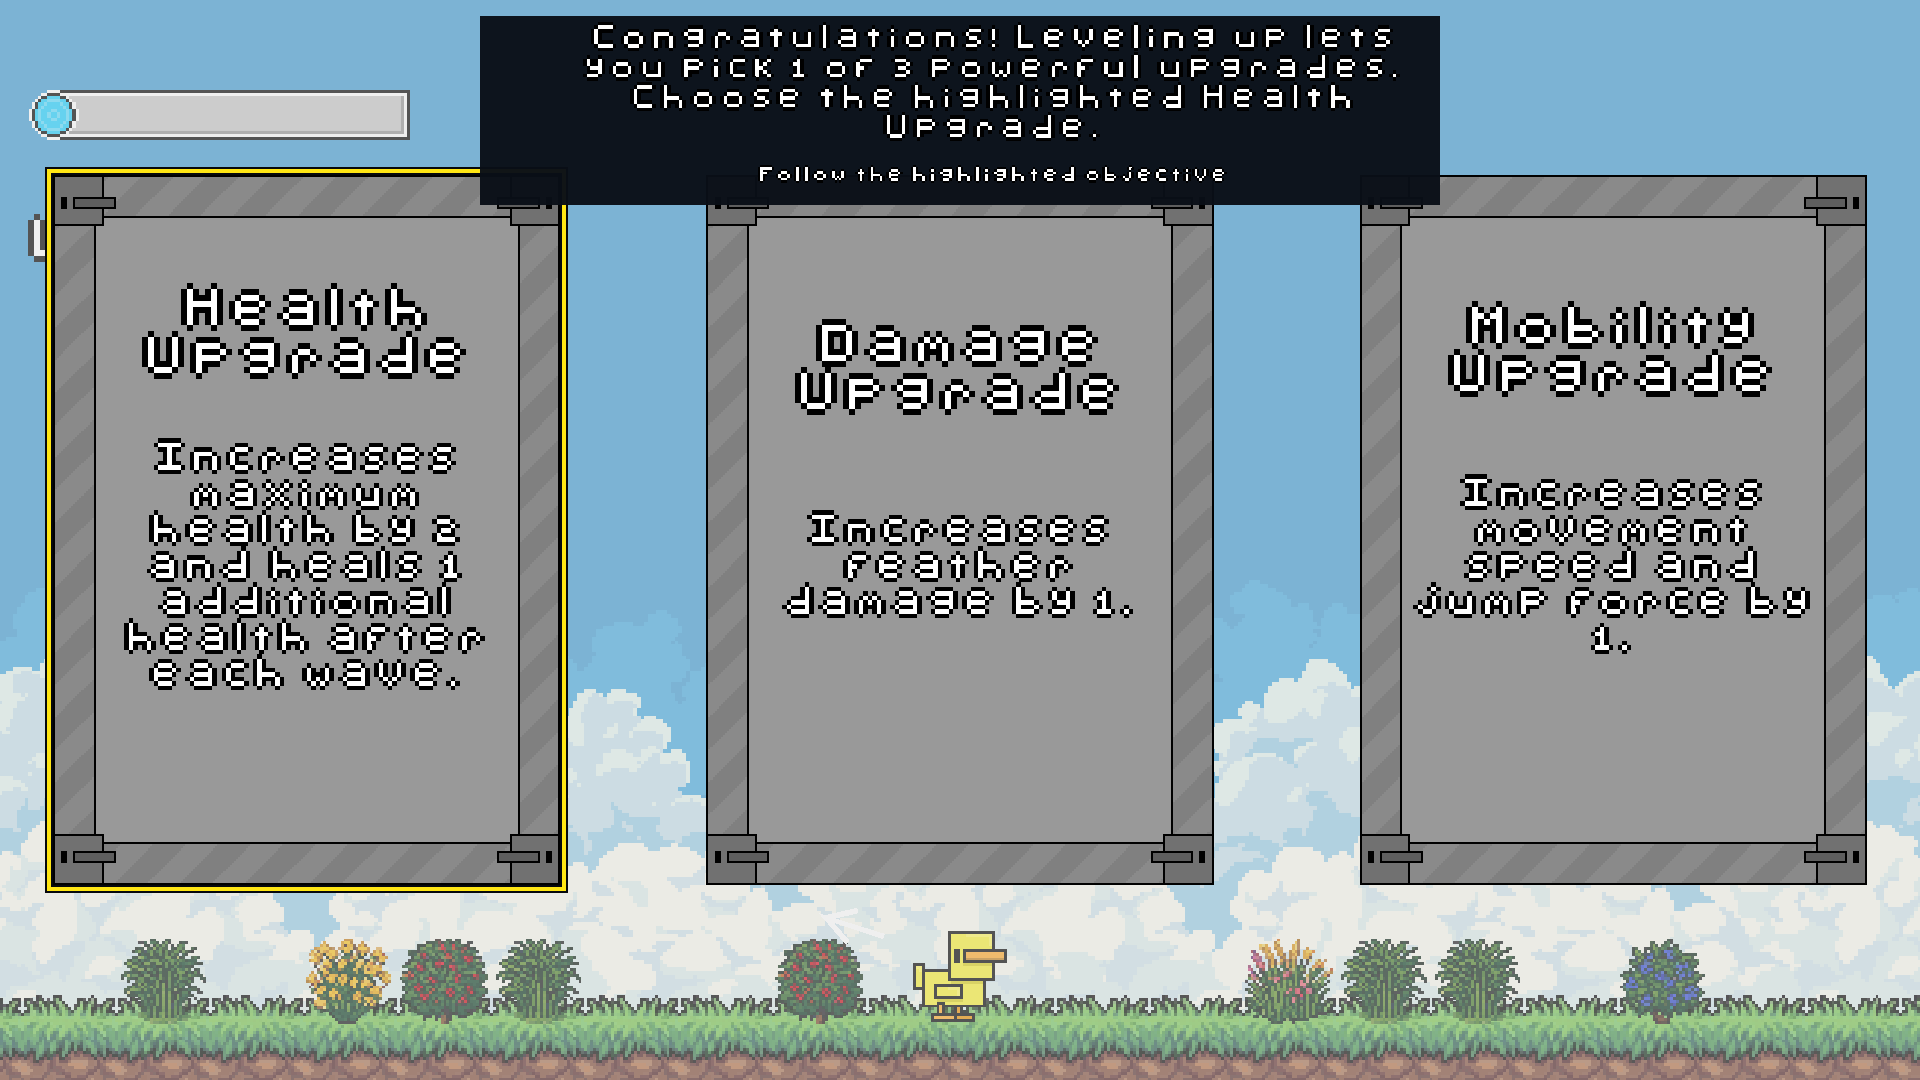 Congratulations! Leveling up lets
you pick 1 of 3 powerful upgrades.
Choose the highlighted Health
Upgrade.
Follow the highlighted objective
Health
Upgrade
Increases
maximum
health by 2
and heals 1
additional
health after
each wave.
Damage
Upgrade
Increases
feather
damage by 1.
Mobility
Upgrade
Increases
movement
speed and
jump force by
1.